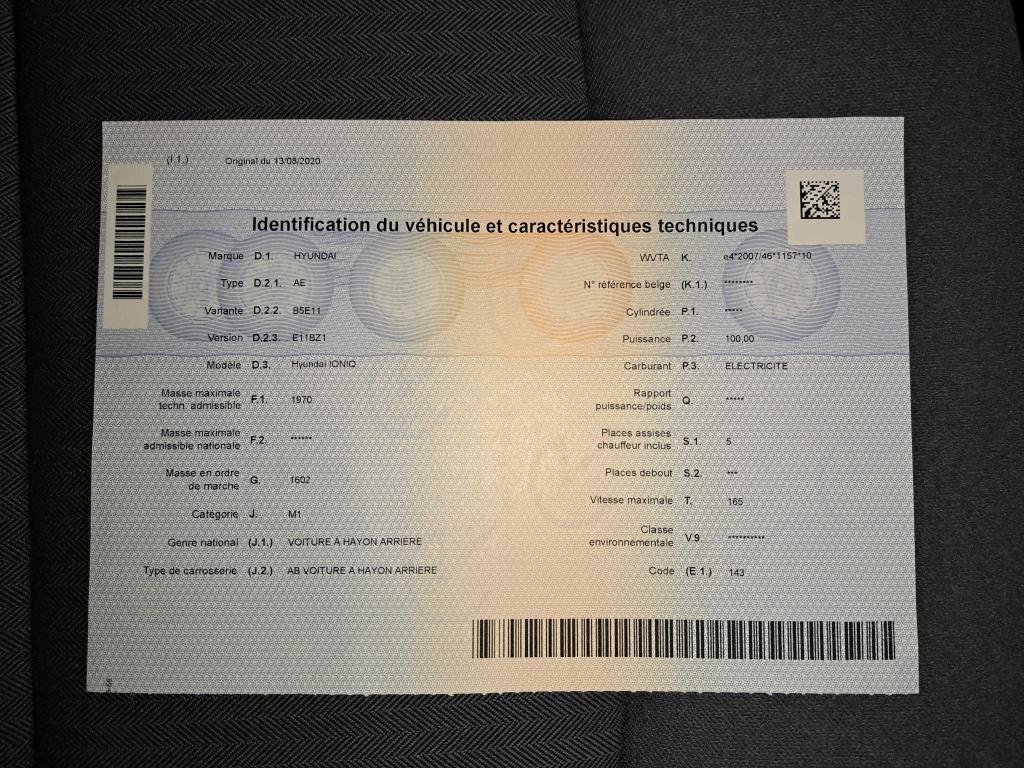 (I.1.) Original du 13/08/2020
Identification du véhicule et caractéristiques techniques
Marque D.1. HYUNDAI
Type D.2.1. AE
Variante D.2.2. B5E11
Version D.2.3. E11BZ1
Modèle D.3. Hyundai IONIQ
Masse maximale
techn. admissible F.1. 1970
Masse maximale
admissible nationale F.2. ******
Masse en ordre
de marche G. 1602
Catégorie J. M1
Genre national (J.1.) VOITURE A HAYON ARRIERE
Type de carrosserie (J.2.) AB VOITURE A HAYON ARRIERE
WVTA K. e4*2007/46*1157*10
N° référence belge (K.1.) ********
Cylindrée P.1. *****
Puissance P.2. 100,00
Carburant P.3. ELECTRICITE
Rapport
puissance/poids Q. *****
Places assises
chauffeur inclus S.1. 5
Places debout S.2. ***
Vitesse maximale T. 165
Classe
environnementale V.9. **********
Code (E.1.) 143